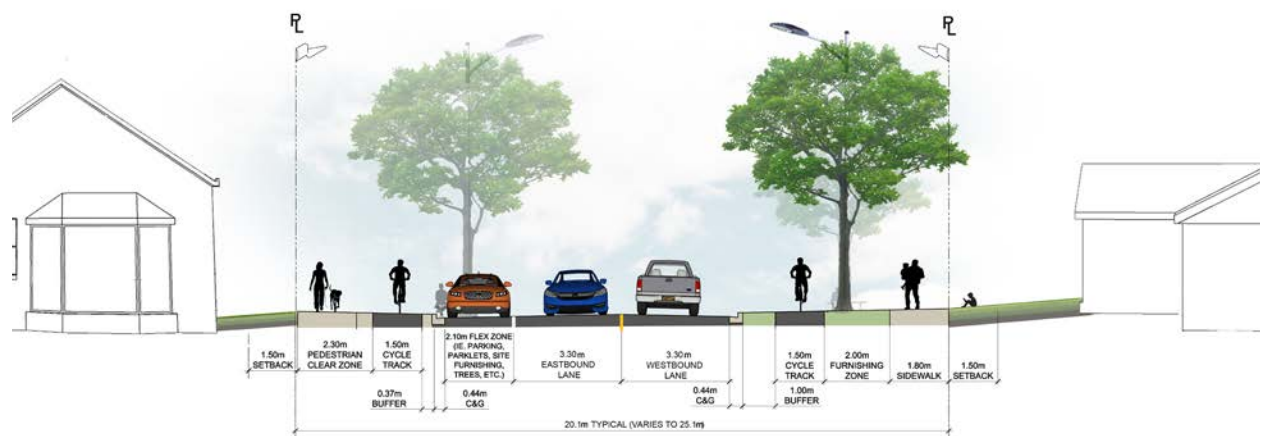 PL
PL
1.50m
SETBACK
2.30m
PEDESTRIAN
CLEAR ZONE
1.50m
CYCLE
TRACK
2.10m FLEX ZONE
(IE. PARKING,
PARKLETS, SITE
FURNISHING,
TREES, ETC.)
3.30m
EASTBOUND
LANE
3.30m
WESTBOUND
LANE
1.50m
CYCLE
TRACK
2.00m
FURNISHING
ZONE
1.80m
SIDEWALK
1.50m
SETBACK
0.37m
BUFFER
0.44m
C&G
0.44m
C&G
1.00m
BUFFER
20.1m TYPICAL (VARIES TO 25.1m)